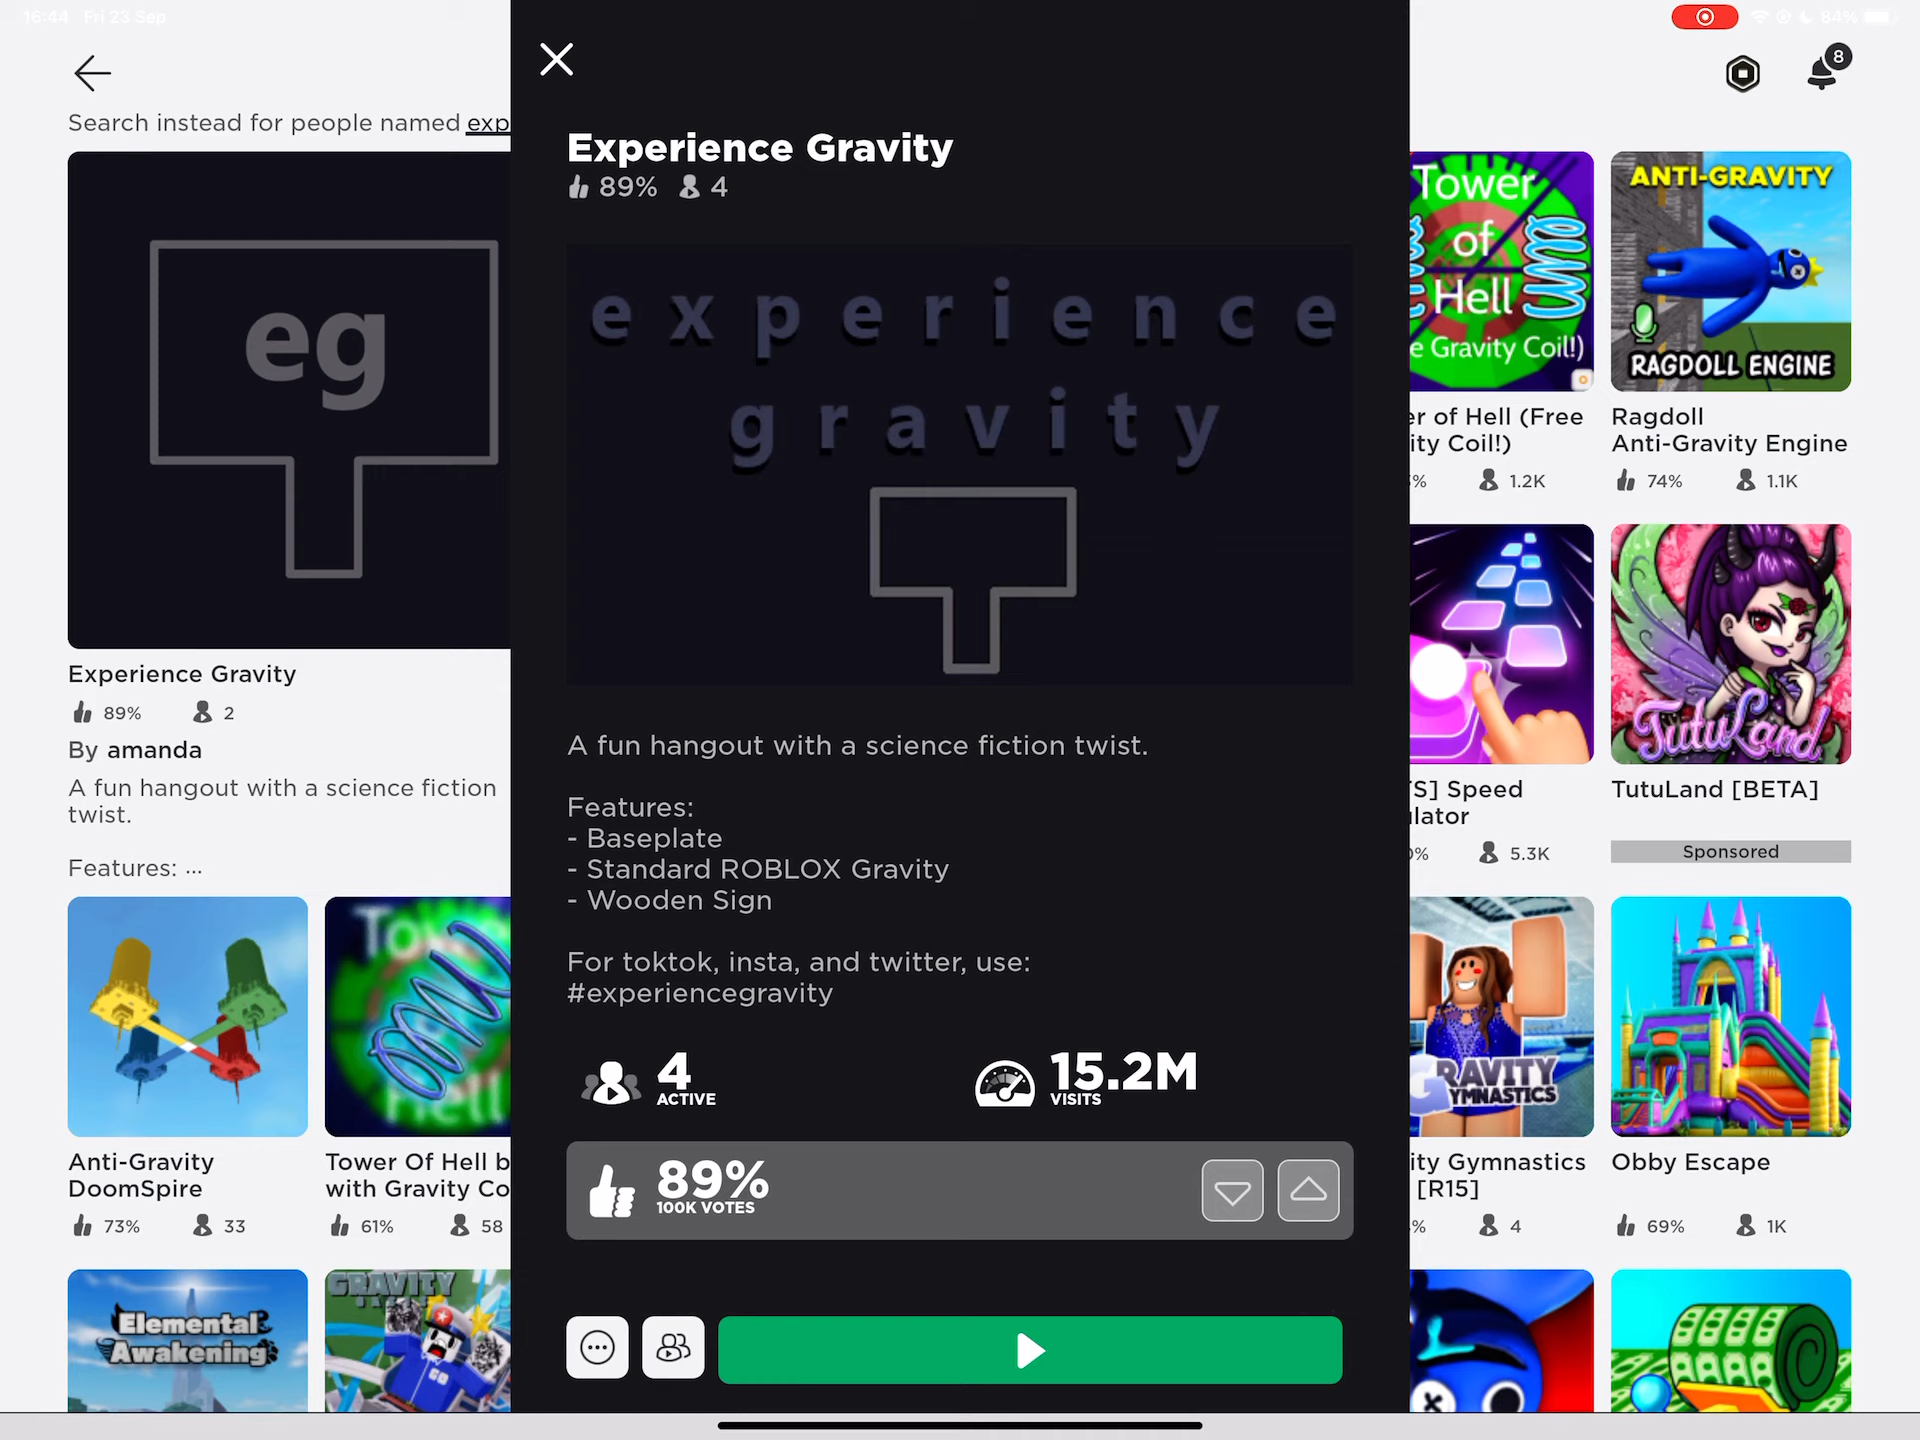 16:44 Fri 23 Sep
84%
8
Search instead for people named exp
eg
Experience Gravity
89% 2
By amanda
A fun hangout with a science fiction
twist.
Features: ...
Anti-Gravity
DoomSpire
73% 33
Tower Of Hell b
with Gravity Co
61% 58
Elemental
Awakening
GRAVITY
Experience Gravity
89% 4
experience
gravity
A fun hangout with a science fiction twist.
Features:
- Baseplate
- Standard ROBLOX Gravity
- Wooden Sign
For toktok, insta, and twitter, use:
#experiencegravity
4
ACTIVE
15.2M
VISITS
89%
100K VOTES
Tower
of
Hell
e Gravity Coil!)
er of Hell (Free
ity Coil!)
% 1.2K
ANTI-GRAVITY
RAGDOLL ENGINE
Ragdoll
Anti-Gravity Engine
74% 1.1K
S] Speed
lator
% 5.3K
TutuLand
TutuLand [BETA]
Sponsored
GRAVITY
GYMNASTICS
ity Gymnastics
[R15]
% 4
Obby Escape
69% 1K